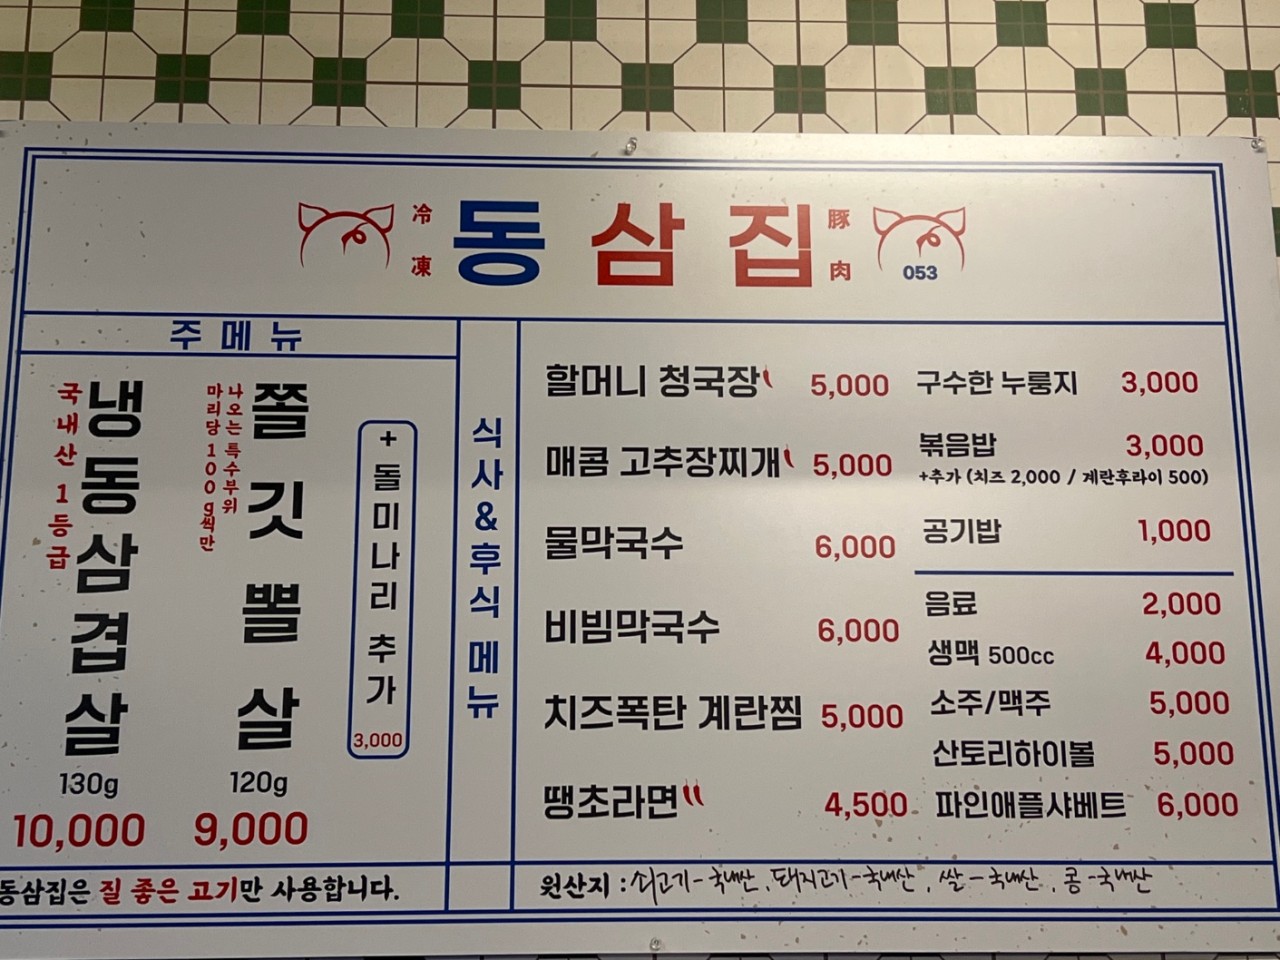 冷凍 동삼집 豚肉
053
주메뉴
냉동삼겹살
국내산 1등급
130g
10,000
쫄깃뽈살
마리당 100g씩만
나오는 특수부위
120g
9,000
+ 돌미나리 추가
3,000
식사&후식 메뉴
할머니 청국장 5,000
매콤 고추장찌개 5,000
물막국수 6,000
비빔막국수 6,000
치즈폭탄 계란찜 5,000
땡초라면 4,500
구수한 누룽지 3,000
볶음밥 3,000
+추가 (치즈 2,000 / 계란후라이 500)
공기밥 1,000
음료 2,000
생맥 500cc 4,000
소주/맥주 5,000
산토리하이볼 5,000
파인애플샤베트 6,000
동삼집은 질 좋은 고기만 사용합니다.
원산지 : 쇠고기-국내산, 돼지고기-국내산, 쌀-국내산, 콩-국내산